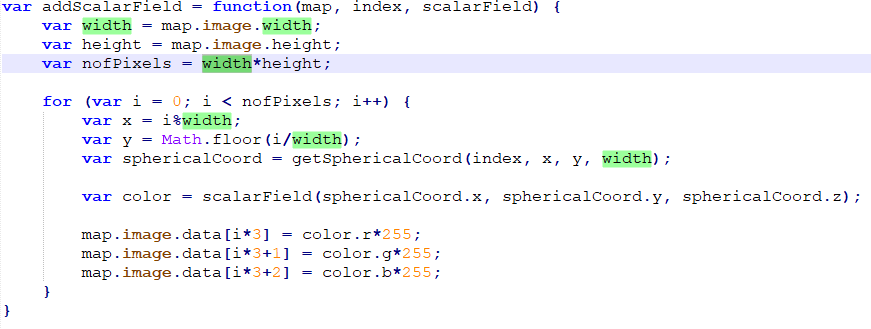 var addScalarField = function(map, index, scalarField) {
    var width = map.image.width;
    var height = map.image.height;
    var nofPixels = width*height;

    for (var i = 0; i < nofPixels; i++) {
        var x = i%width;
        var y = Math.floor(i/width);
        var sphericalCoord = getSphericalCoord(index, x, y, width);

        var color = scalarField(sphericalCoord.x, sphericalCoord.y, sphericalCoord.z);

        map.image.data[i*3] = color.r*255;
        map.image.data[i*3+1] = color.g*255;
        map.image.data[i*3+2] = color.b*255;
    }
}